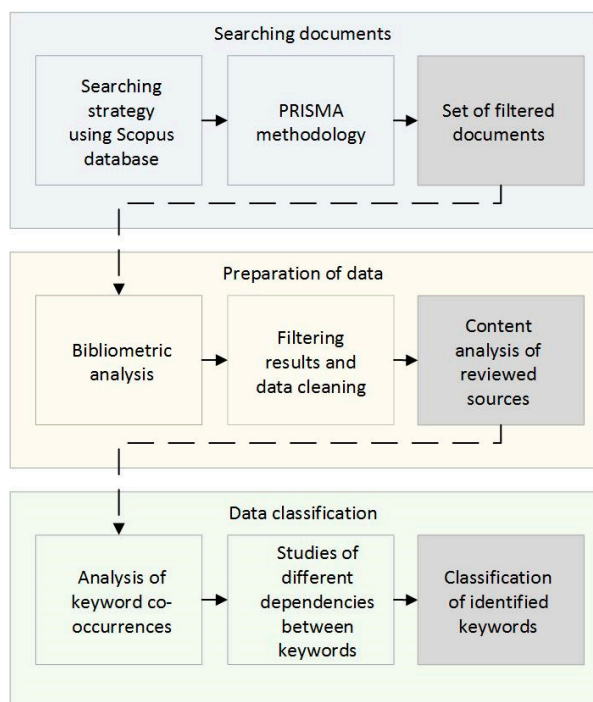 Searching documents
Searching
strategy
using Scopus
database
PRISMA
methodology
Set of filtered
documents
Preparation of data
Bibliometric
analysis
Filtering
results and
data cleaning
Content
analysis of
reviewed
sources
Data classification
Analysis of
keyword co-
occurrences
Studies of
different
dependencies
between
keywords
Classification
of identified
keywords